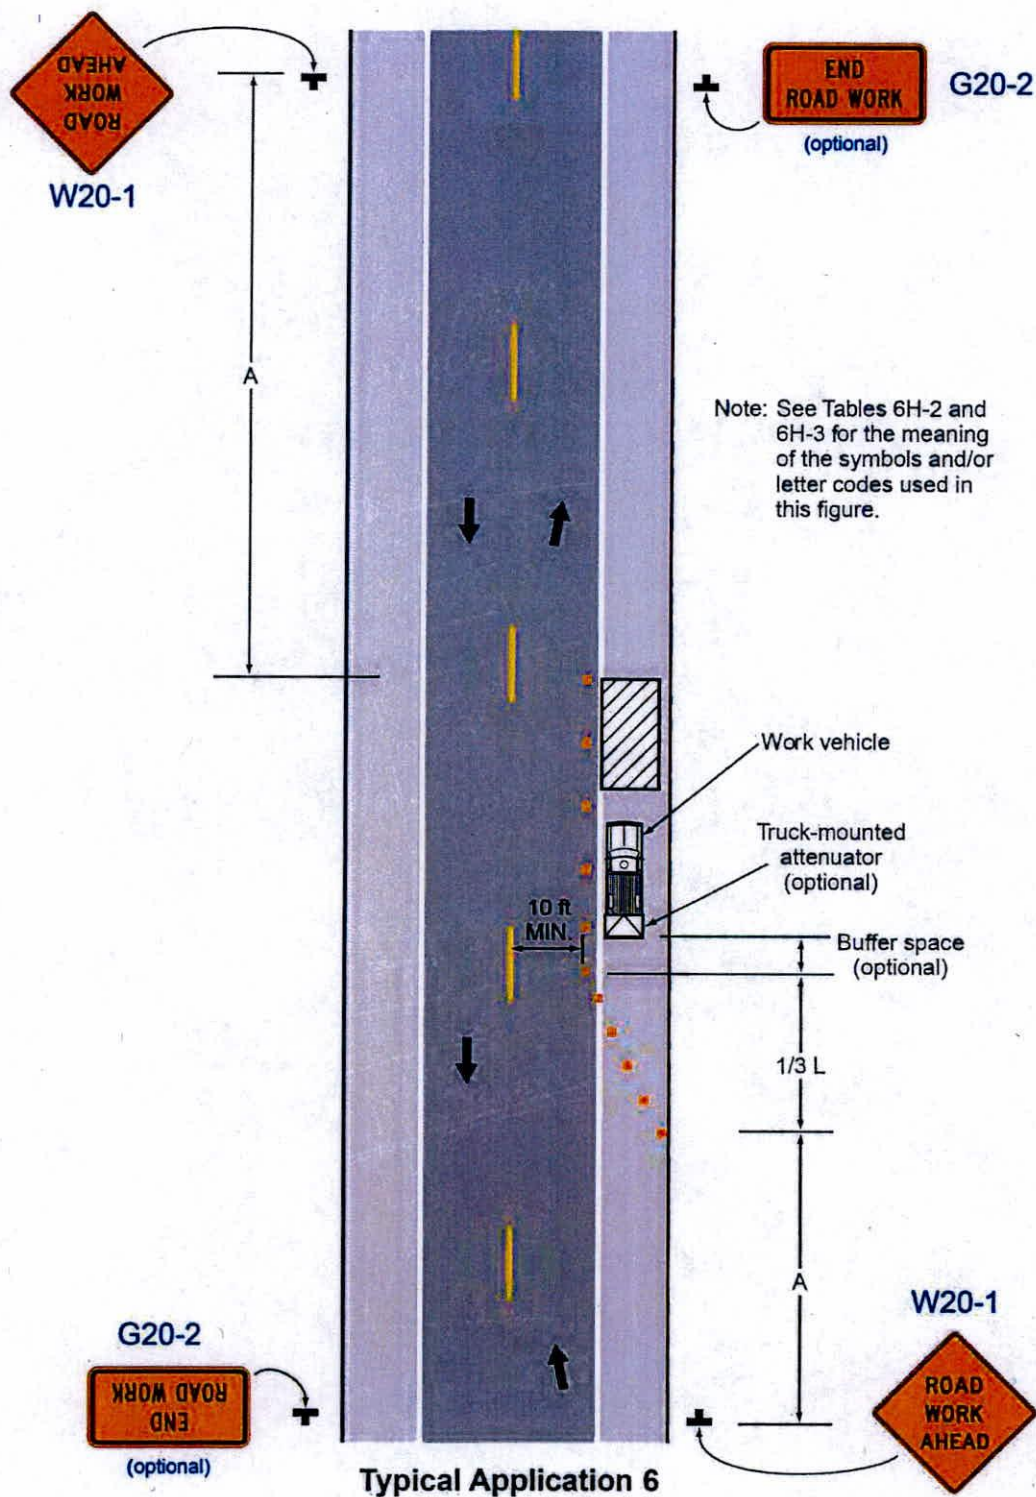 ROAD
WORK
AHEAD
W20-1
END
ROAD WORK
G20-2
(optional)
A
Note: See Tables 6H-2 and
6H-3 for the meaning
of the symbols and/or
letter codes used in
this figure.
Work vehicle
Truck-mounted
attenuator
(optional)
10 ft
MIN.
Buffer space
(optional)
1/3 L
A
G20-2
END
ROAD WORK
(optional)
W20-1
ROAD
WORK
AHEAD
Typical Application 6